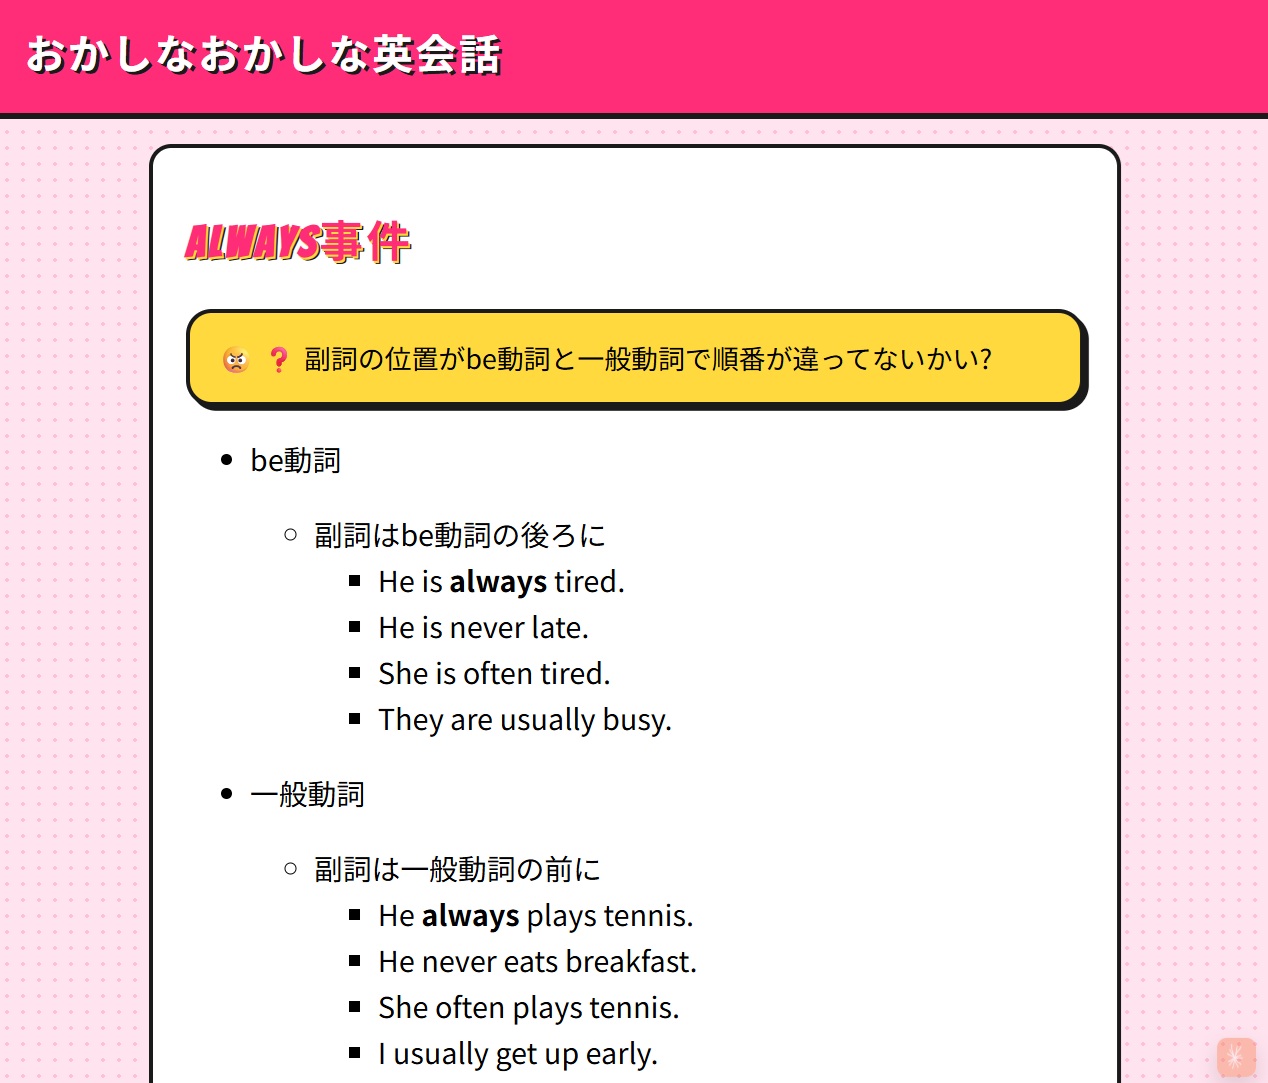 おかしなおかしな英会話
ALWAYS事件
😡❓副詞の位置がbe動詞と一般動詞で順番が違ってないかい?
be動詞
副詞はbe動詞の後ろに
He is always tired.
He is never late.
She is often tired.
They are usually busy.
一般動詞
副詞は一般動詞の前に
He always plays tennis.
He never eats breakfast.
She often plays tennis.
I usually get up early.